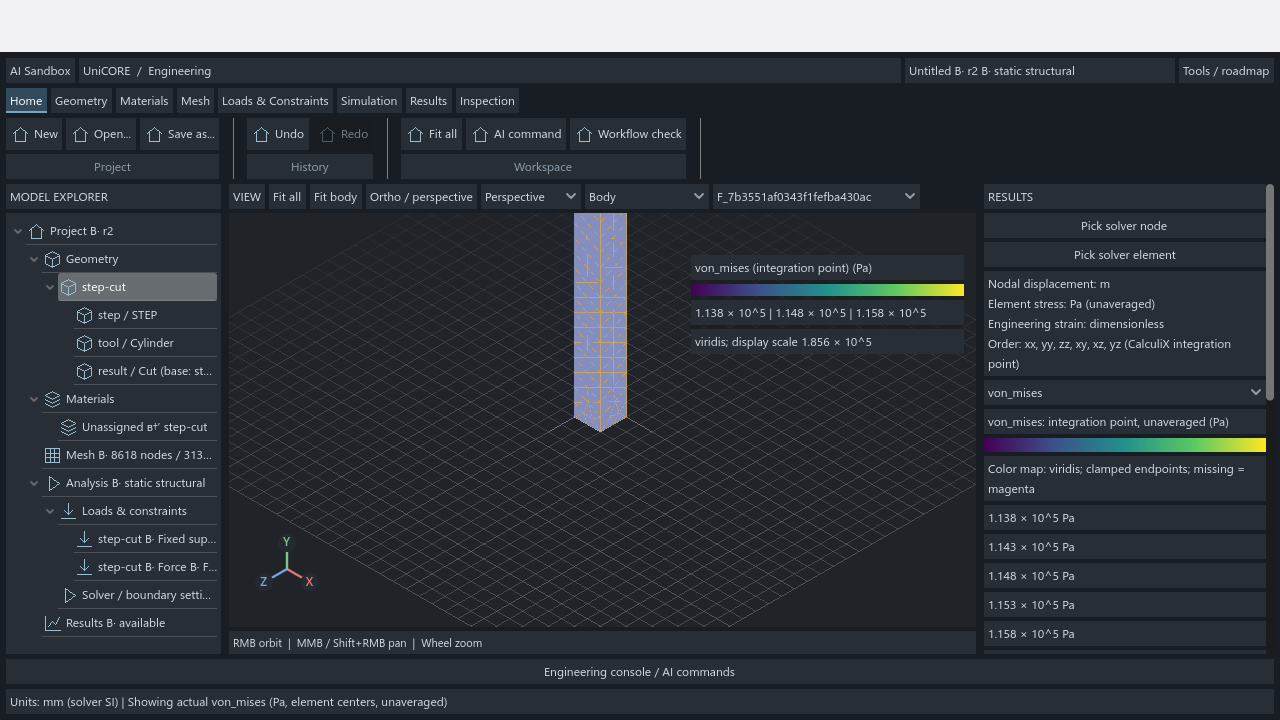 AI Sandbox
UniCORE / Engineering
Untitled В· r2 В· static structural
Tools / roadmap
Home
Geometry
Materials
Mesh
Loads & Constraints
Simulation
Results
Inspection
New
Open...
Save as...
Undo
Redo
Fit all
AI command
Workflow check
Project
History
Workspace
MODEL EXPLORER
VIEW
Fit all
Fit body
Ortho / perspective
Perspective
Body
F_7b3551af0343f1fefba430ac
RESULTS
Project В· r2
Geometry
step-cut
step / STEP
tool / Cylinder
result / Cut (base: st...
Materials
Unassigned в†’ step-cut
Mesh В· 8618 nodes / 313...
Analysis В· static structural
Loads & constraints
step-cut В· Fixed sup...
step-cut В· Force В· F...
Solver / boundary setti...
Results В· available
von_mises (integration point) (Pa)
1.138 × 10^5 | 1.148 × 10^5 | 1.158 × 10^5
viridis; display scale 1.856 × 10^5
Y
Z
X
RMB orbit | MMB / Shift+RMB pan | Wheel zoom
Pick solver node
Pick solver element
Nodal displacement: m
Element stress: Pa (unaveraged)
Engineering strain: dimensionless
Order: xx, yy, zz, xy, xz, yz (CalculiX integration
point)
von_mises
von_mises: integration point, unaveraged (Pa)
Color map: viridis; clamped endpoints; missing =
magenta
1.138 × 10^5 Pa
1.143 × 10^5 Pa
1.148 × 10^5 Pa
1.153 × 10^5 Pa
1.158 × 10^5 Pa
Engineering console / AI commands
Units: mm (solver SI) | Showing actual von_mises (Pa, element centers, unaveraged)